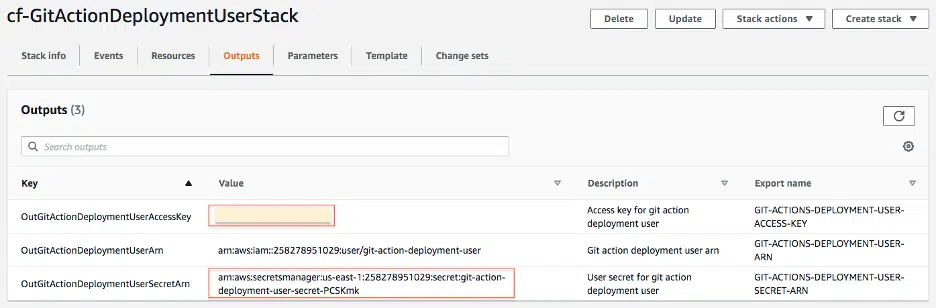 cf-GitActionDeploymentUserStack
Delete
Update
Stack actions
Create stack
Stack info
Events
Resources
Outputs
Parameters
Template
Change sets
Outputs (3)
Search outputs
Key
Value
Description
Export name
OutGitActionDeploymentUserAccessKey
Access key for git action
deployment user
GIT-ACTIONS-DEPLOYMENT-USER-
ACCESS-KEY
OutGitActionDeploymentUserArn
arn:aws:iam::258278951029:user/git-action-deployment-user
Git action deployment user arn
GIT-ACTIONS-DEPLOYMENT-USER-
ARN
OutGitActionDeploymentUserSecretArn
arn:aws:secretsmanager:us-east-1:258278951029:secret:git-action-
deployment-user-secret-PCSKmk
User secret for git action
deployment user
GIT-ACTIONS-DEPLOYMENT-USER-
SECRET-ARN